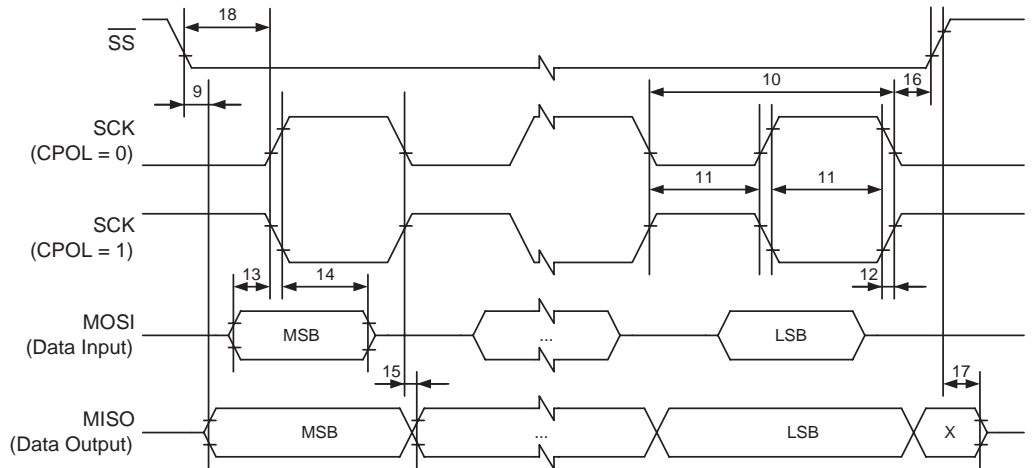 18
SS
10
9
16
SCK
(CPOL = 0)
11
11
SCK
(CPOL = 1)
13
14
12
MOSI
(Data Input)
MSB
...
LSB
15
17
MISO
(Data Output)
MSB
...
LSB
X